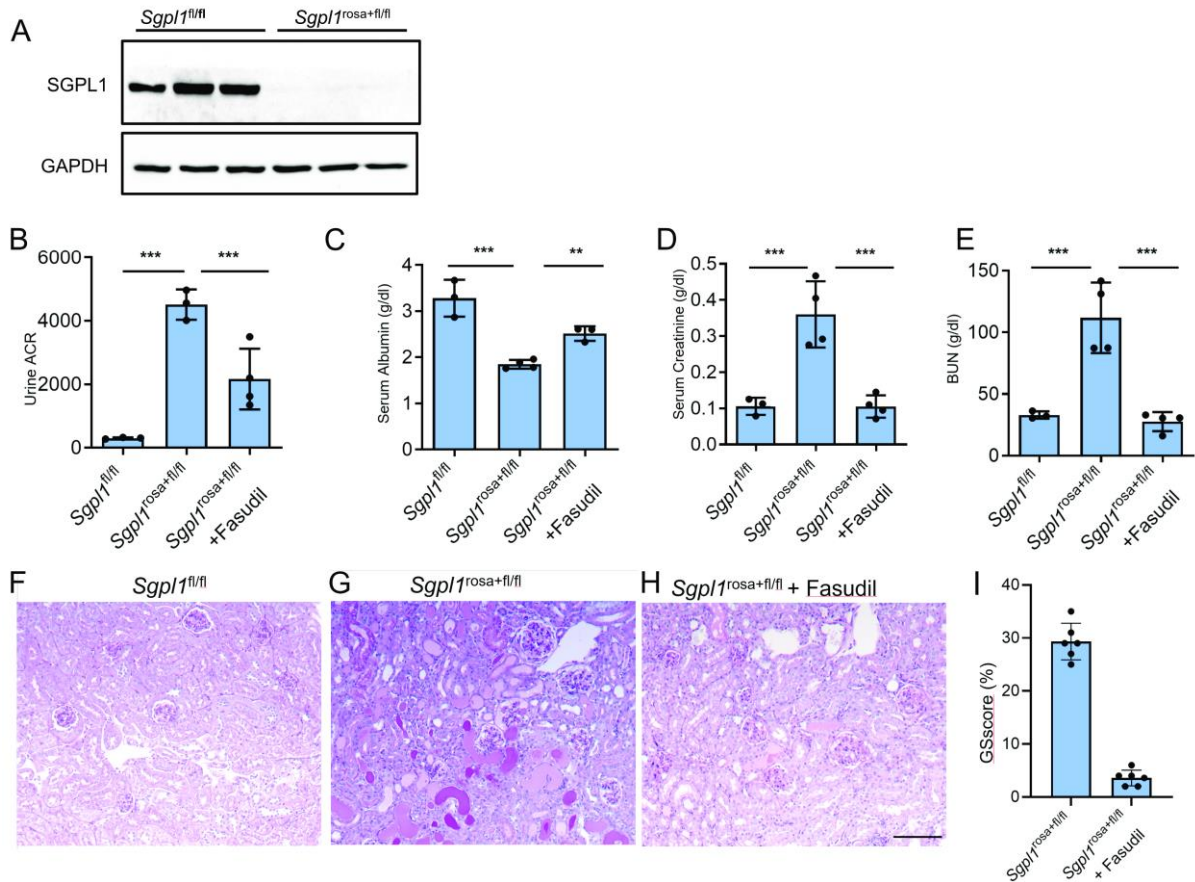 A
Sgpl1fl/fl
Sgpl1rosa+fl/fl
SGPL1
GAPDH
B
Urine ACR
6000
4000
2000
0
***
***
Sgpl1fl/fl
Sgpl1rosa+fl/fl
Sgpl1rosa+fl/fl
+Fasudil
C
Serum Albumin (g/dl)
4
3
2
1
0
***
**
Sgpl1fl/fl
Sgpl1rosa+fl/fl
Sgpl1rosa+fl/fl
+Fasudil
D
Serum Creatinine (g/dl)
0.5
0.4
0.3
0.2
0.1
0.0
***
***
Sgpl1fl/fl
Sgpl1rosa+fl/fl
Sgpl1rosa+fl/fl
+Fasudil
E
BUN (g/dl)
150
100
50
0
***
***
Sgpl1fl/fl
Sgpl1rosa+fl/fl
Sgpl1rosa+fl/fl
+Fasudil
F
Sgpl1fl/fl
G
Sgpl1rosa+fl/fl
H
Sgpl1rosa+fl/fl + Fasudil
I
GSscore (%)
40
30
20
10
0
Sgpl1rosa+fl/fl
Sgpl1rosa+fl/fl
+ Fasudil